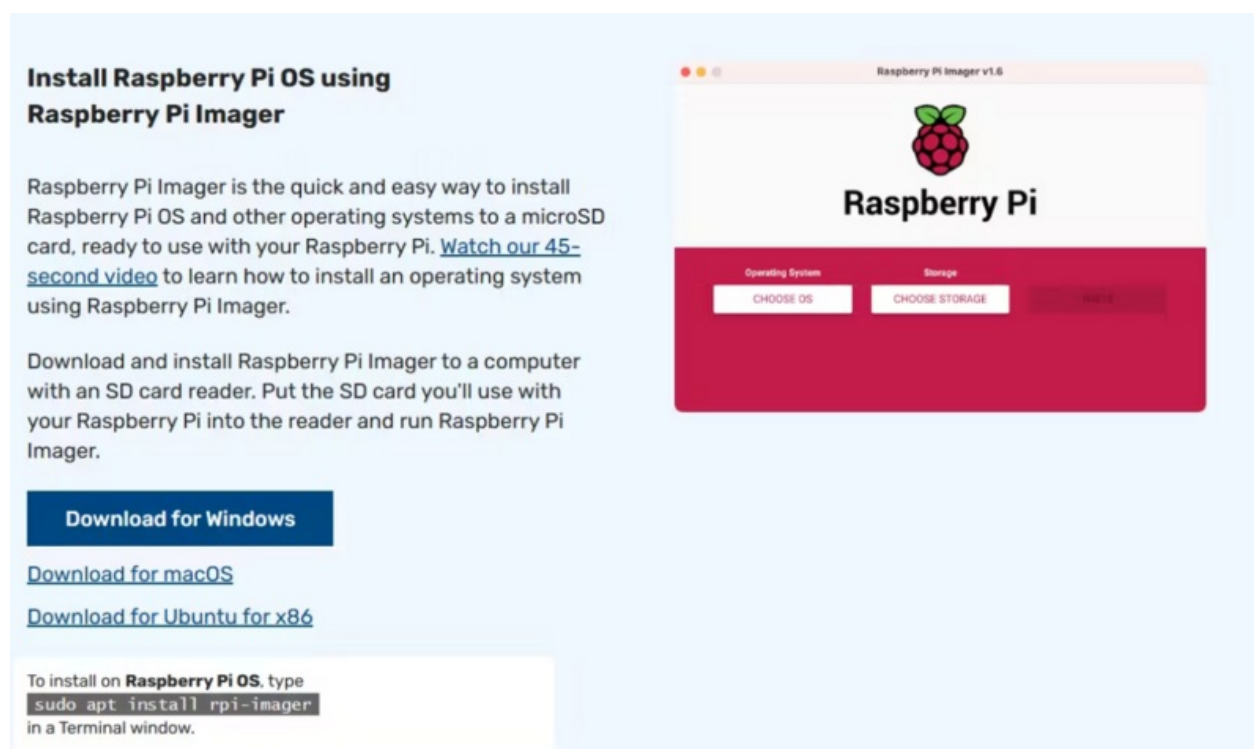 Install Raspberry Pi OS using
Raspberry Pi Imager
Raspberry Pi Imager is the quick and easy way to install
Raspberry Pi OS and other operating systems to a microSD
card, ready to use with your Raspberry Pi. Watch our 45-
second video to learn how to install an operating system
using Raspberry Pi Imager.
Download and install Raspberry Pi Imager to a computer
with an SD card reader. Put the SD card you'll use with
your Raspberry Pi into the reader and run Raspberry Pi
Imager.
Download for Windows
Download for macOS
Download for Ubuntu for x86
To install on Raspberry Pi OS, type
sudo apt install rpi-imager
in a Terminal window.
Raspberry Pi Imager v1.6
Raspberry Pi
Operating System Storage
CHOOSE OS CHOOSE STORAGE